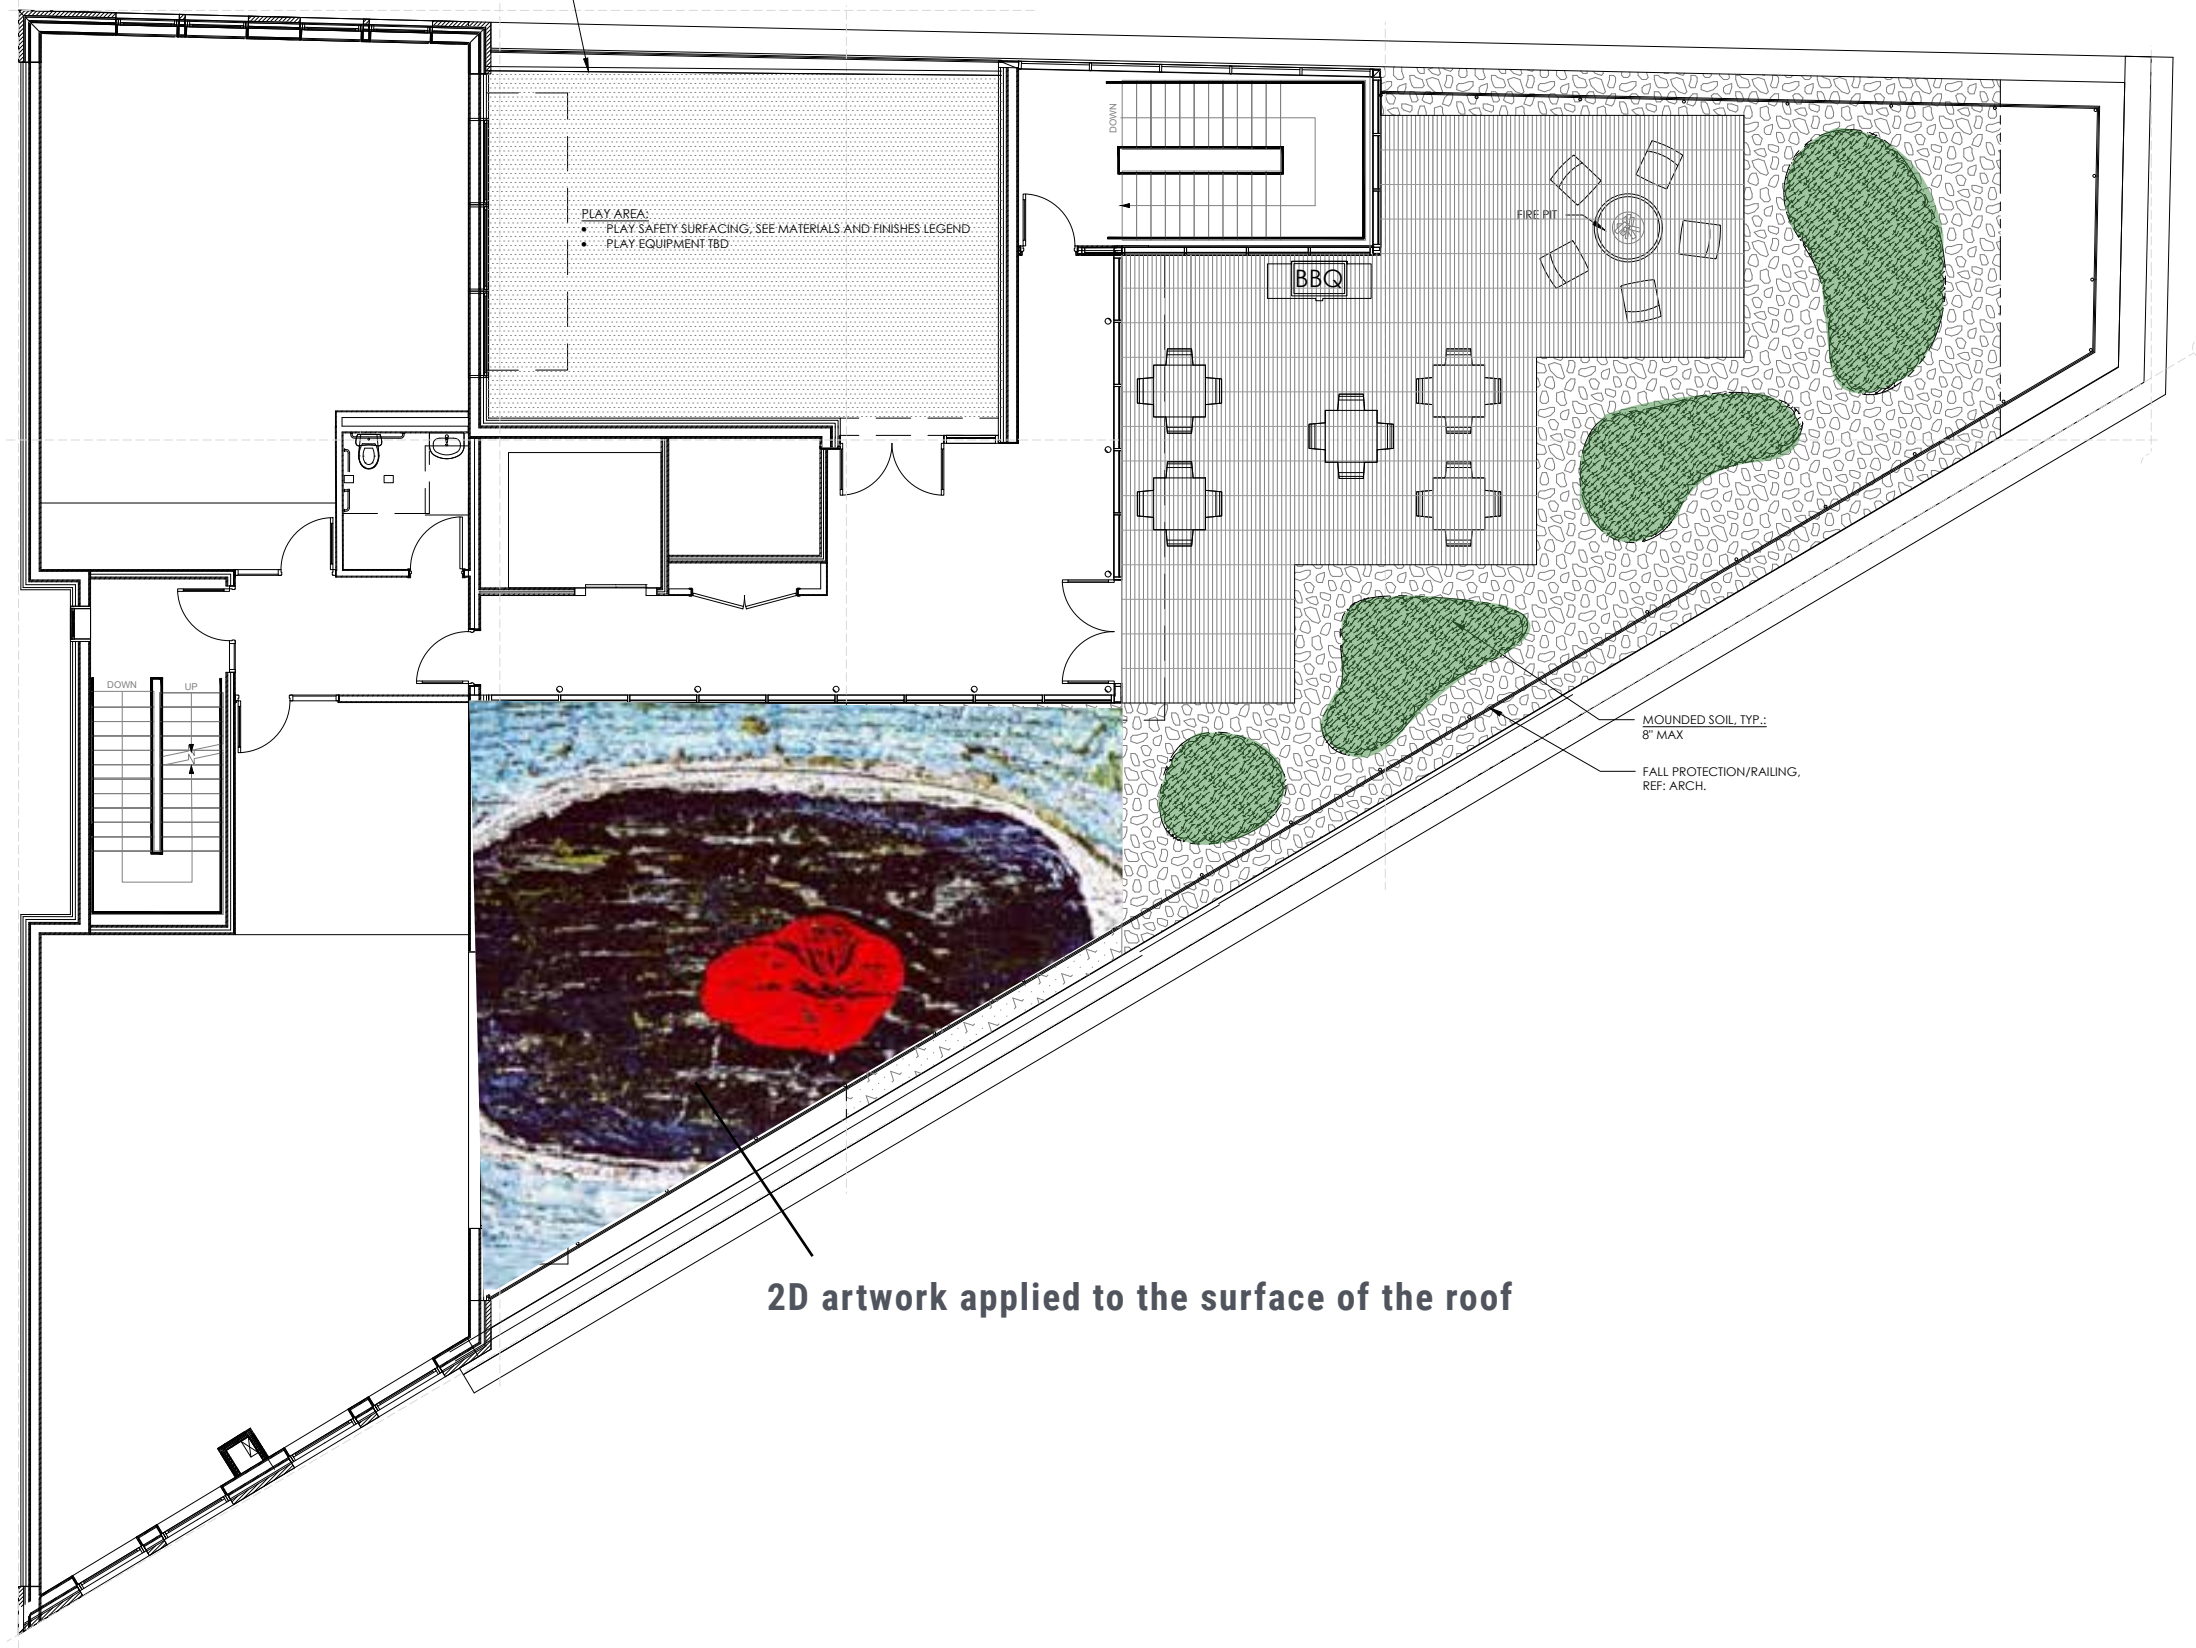 DOWN
PLAY AREA:
• PLAY SAFETY SURFACING, SEE MATERIALS AND FINISHES LEGEND
• PLAY EQUIPMENT TBD
FIRE PIT
BBQ
DOWN
UP
MOUNDED SOIL, TYP.:
8" MAX
FALL PROTECTION/RAILING,
REF: ARCH.
2D artwork applied to the surface of the roof